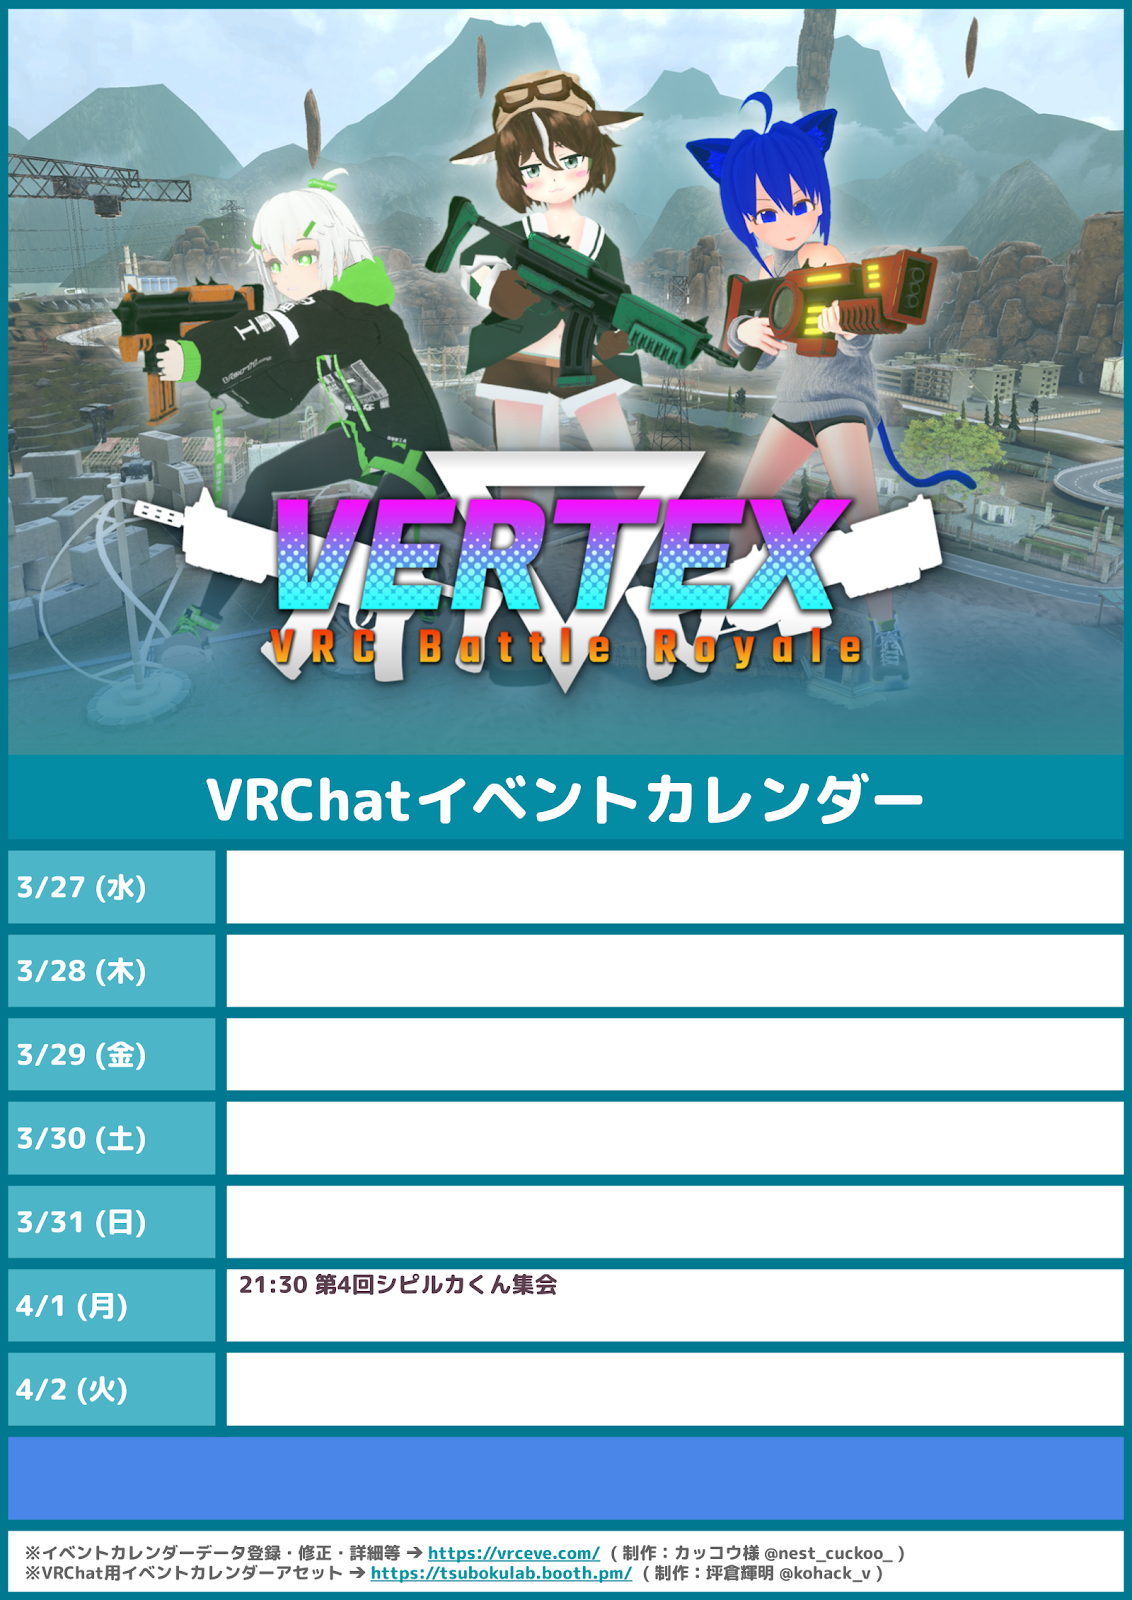 VERTEX
VRC Battle Royale
VRChatイベントカレンダー
3/27 (水)
3/28 (木)
3/29 (金)
3/30 (土)
3/31 (日)
4/1 (月)
21:30 第4回シピルカくん集会
4/2 (火)
※イベントカレンダーデータ登録・修正・詳細等 ➔ https://vrceve.com/ ( 制作：カッコウ様 @nest_cuckoo_ )
※VRChat用イベントカレンダーアセット ➔ https://tsubokulab.booth.pm/ ( 制作：坪倉輝明 @kohack_v )